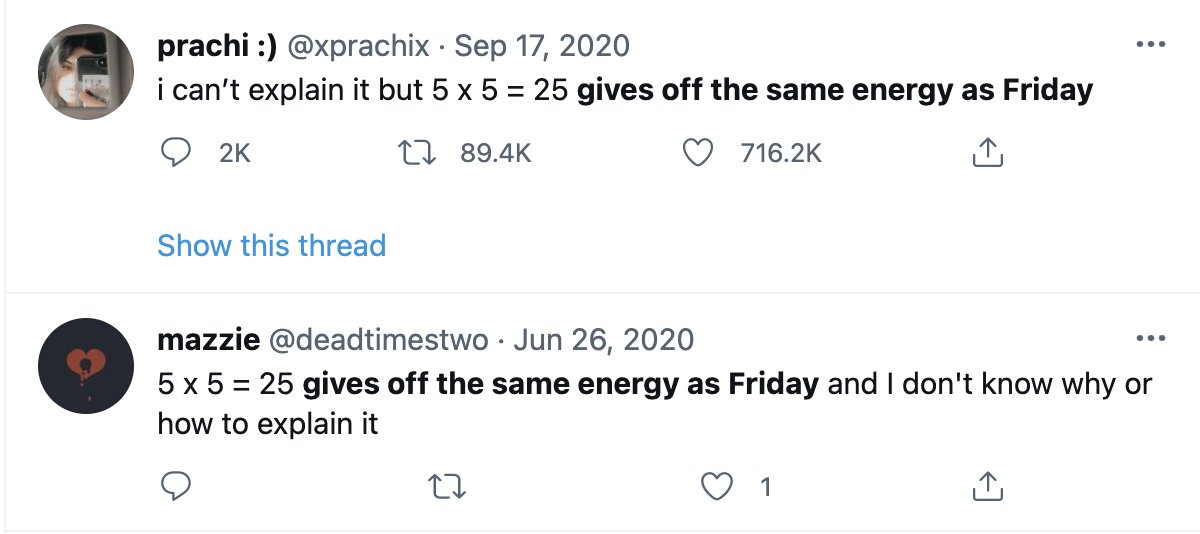 prachi :) @xprachix · Sep 17, 2020
i can’t explain it but 5 x 5 = 25 gives off the same energy as Friday
2K 89.4K 716.2K
Show this thread
mazzie @deadtimestwo · Jun 26, 2020
5 x 5 = 25 gives off the same energy as Friday and I don't know why or
how to explain it
1